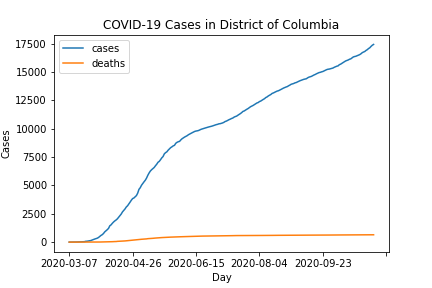 COVID-19 Cases in District of Columbia
cases
deaths
17500
15000
12500
10000
7500
5000
2500
0
Cases
2020-03-07 2020-04-26 2020-06-15 2020-08-04 2020-09-23
Day